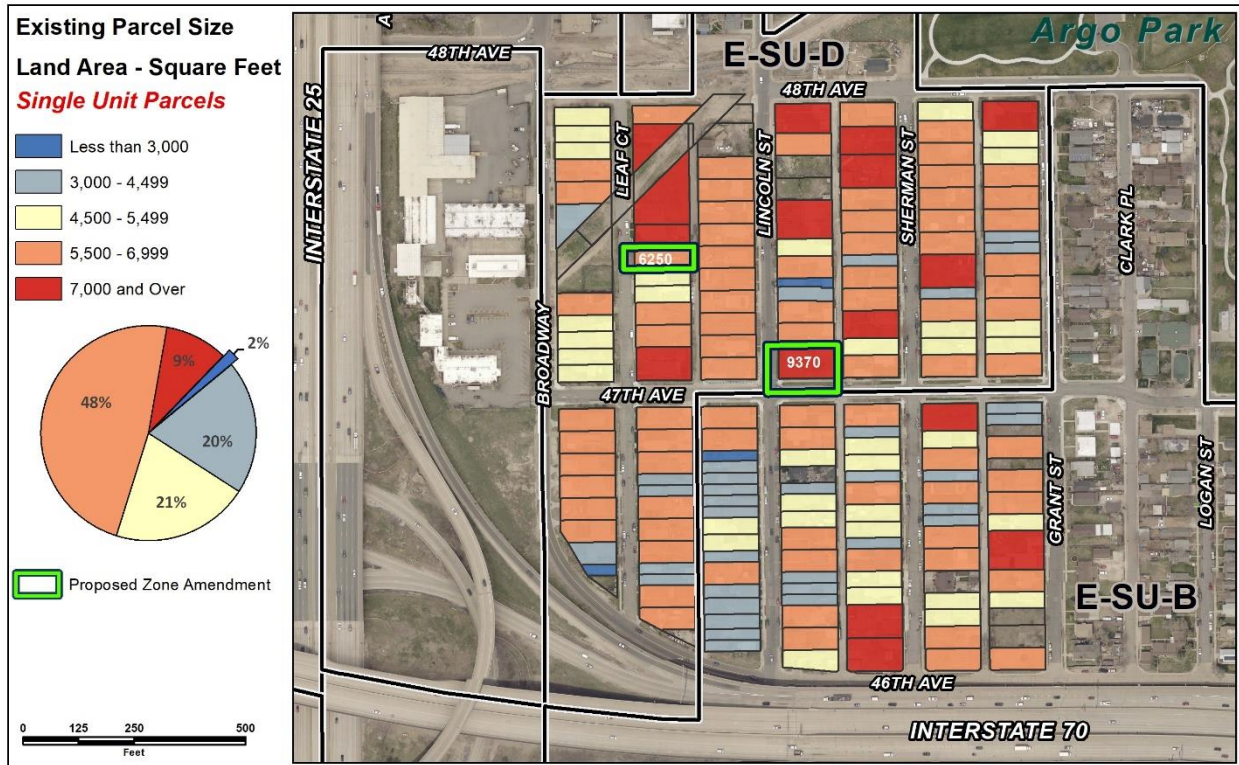 Existing Parcel Size
Land Area - Square Feet
Single Unit Parcels
Less than 3,000
3,000 - 4,499
4,500 - 5,499
5,500 - 6,999
7,000 and Over
9%
2%
48%
20%
21%
Proposed Zone Amendment
0 125 250 500
Feet
A
48TH AVE
E-SU-D
Argo Park
48TH AVE
INTERSTATE 25
LEAF CT
LINCOLN ST
SHERMAN ST
CLARK PL
6250
BROADWAY
9370
47TH AVE
GRANT ST
LOGAN ST
E-SU-B
46TH AVE
INTERSTATE 70